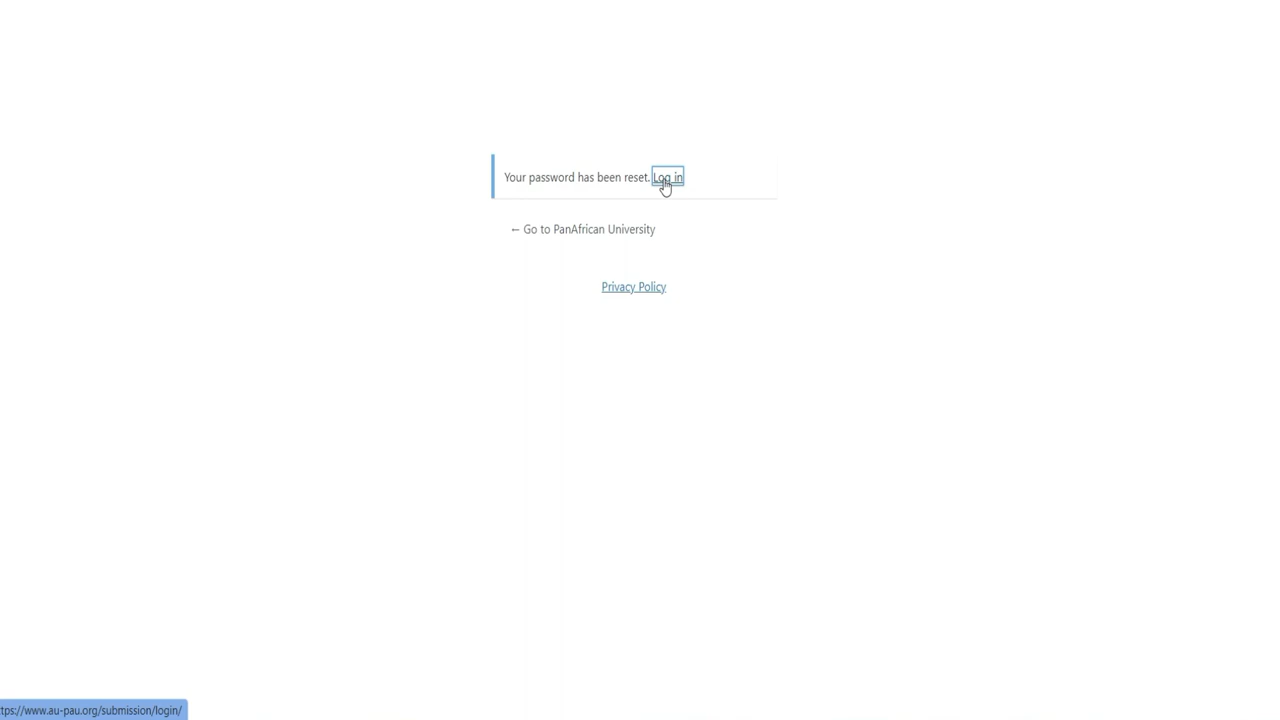 Your password has been reset. Log in
← Go to PanAfrican University
Privacy Policy
ttps://www.au-pau.org/submission/login/